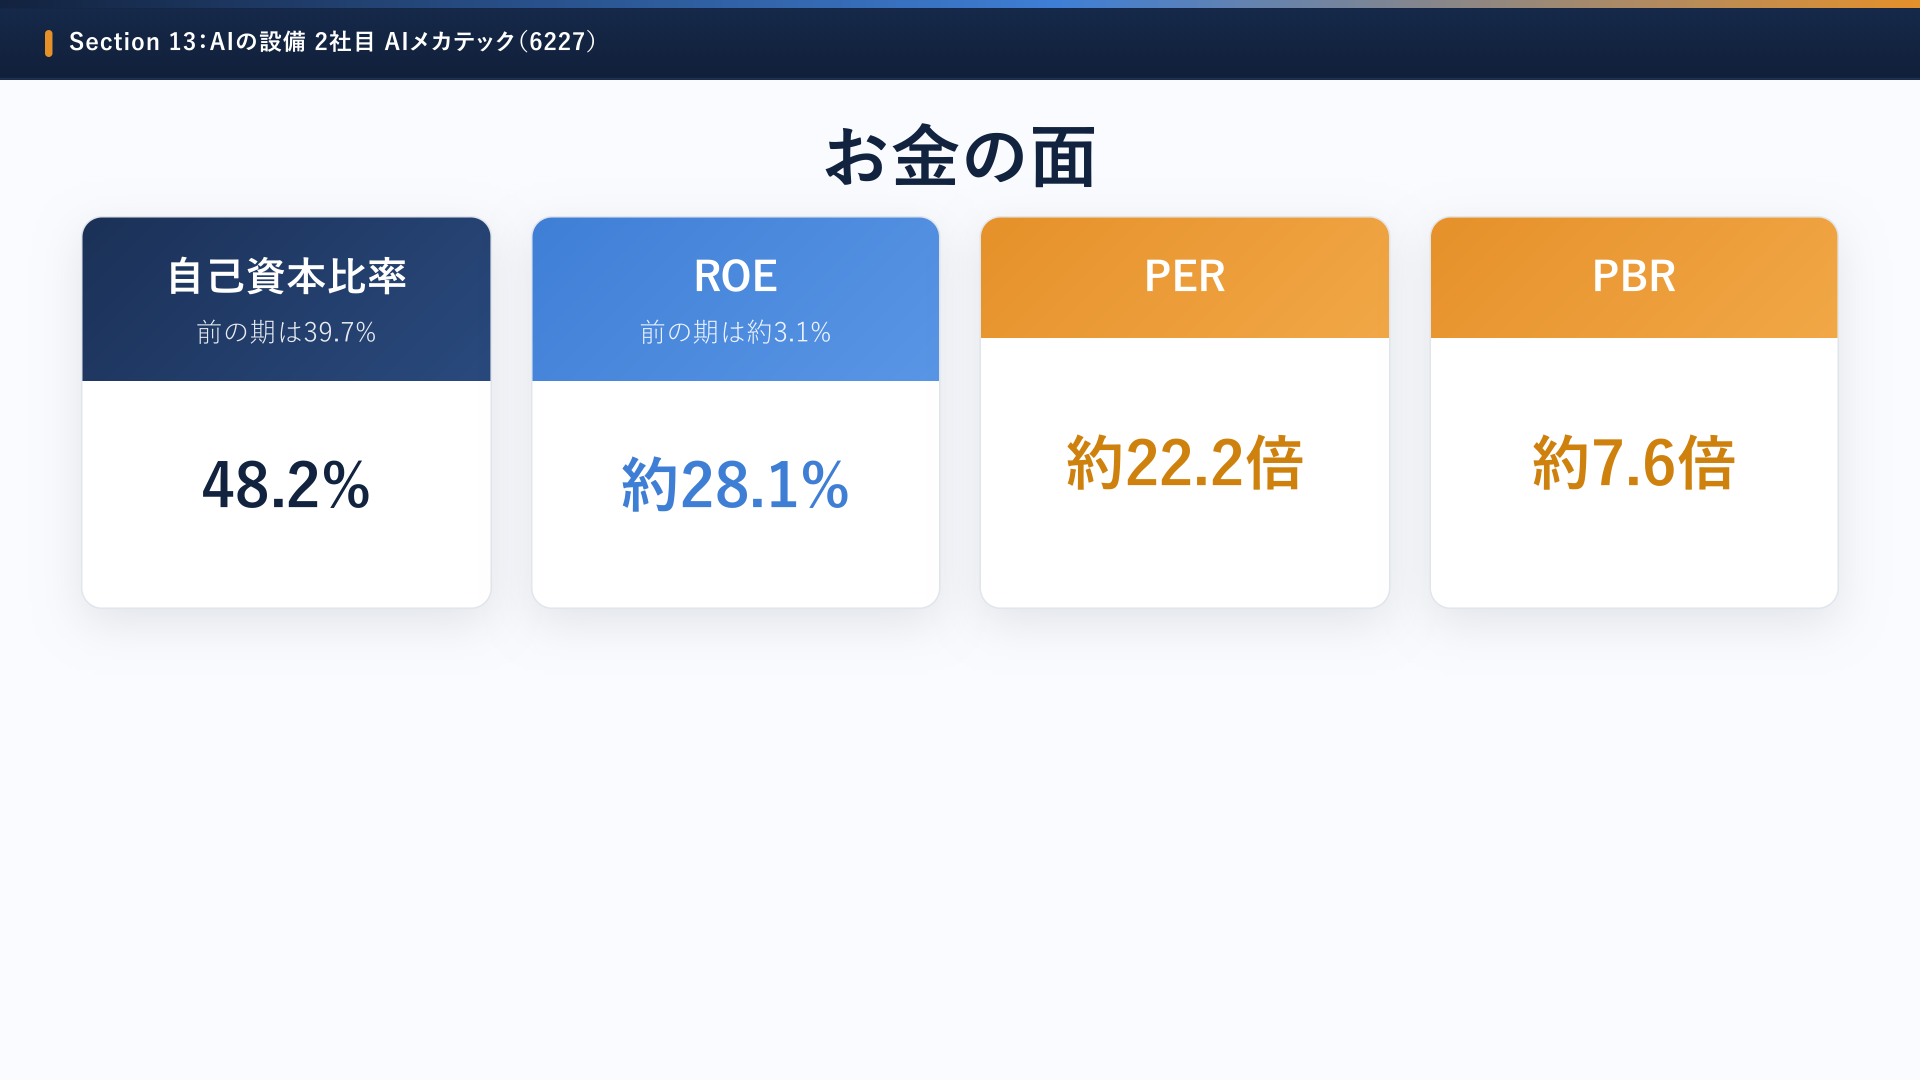 Section 13：AIの設備 2社目 AIメカテック（6227）
お金の面
自己資本比率
前の期は39.7%
48.2%
ROE
前の期は約3.1%
約28.1%
PER
約22.2倍
PBR
約7.6倍